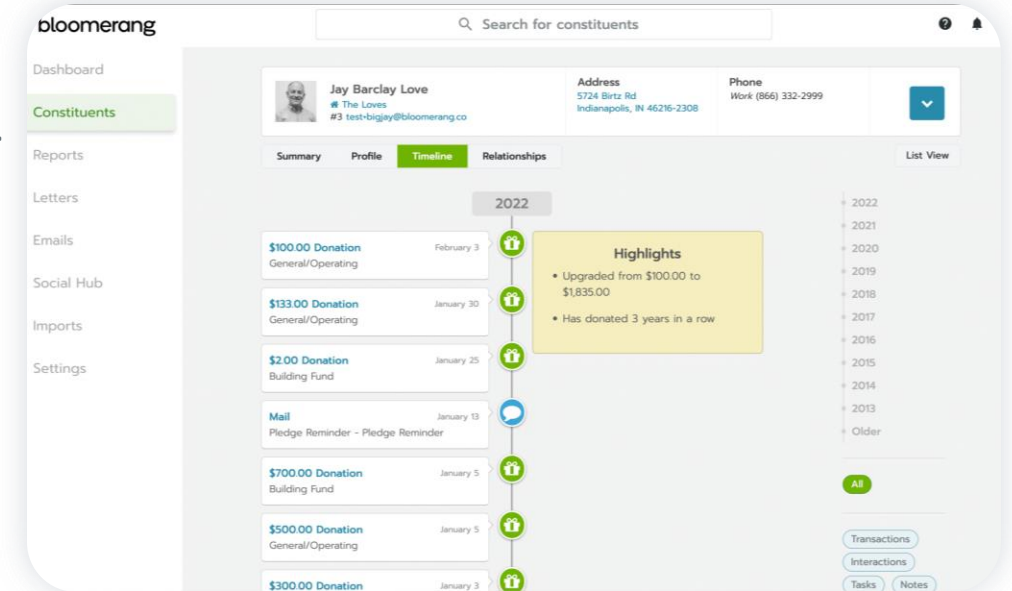 bloomerang
Search for constituents
Dashboard
Constituents
Reports
Letters
Emails
Social Hub
Imports
Settings
Jay Barclay Love
The Loves
#3 test+bigjay@bloomerang.co
Address
5724 Birtz Rd
Indianapolis, IN 46216-2308
Phone
Work (866) 332-2999
Summary
Profile
Timeline
Relationships
List View
2022
$100.00 Donation
February 3
General/Operating
$133.00 Donation
January 30
General/Operating
$2.00 Donation
January 25
Building Fund
Mail
January 13
Pledge Reminder - Pledge Reminder
$700.00 Donation
January 5
Building Fund
$500.00 Donation
January 5
General/Operating
$300.00 Donation
January 3
Highlights
• Upgraded from $100.00 to
$1,835.00
• Has donated 3 years in a row
2022
2021
2020
2019
2018
2017
2016
2015
2014
2013
Older
All
Transactions
Interactions
Tasks
Notes